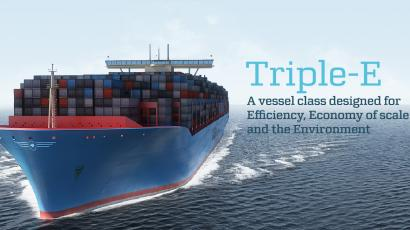 Triple-E
A vessel class designed for
Efficiency, Economy of scale
and the Environment